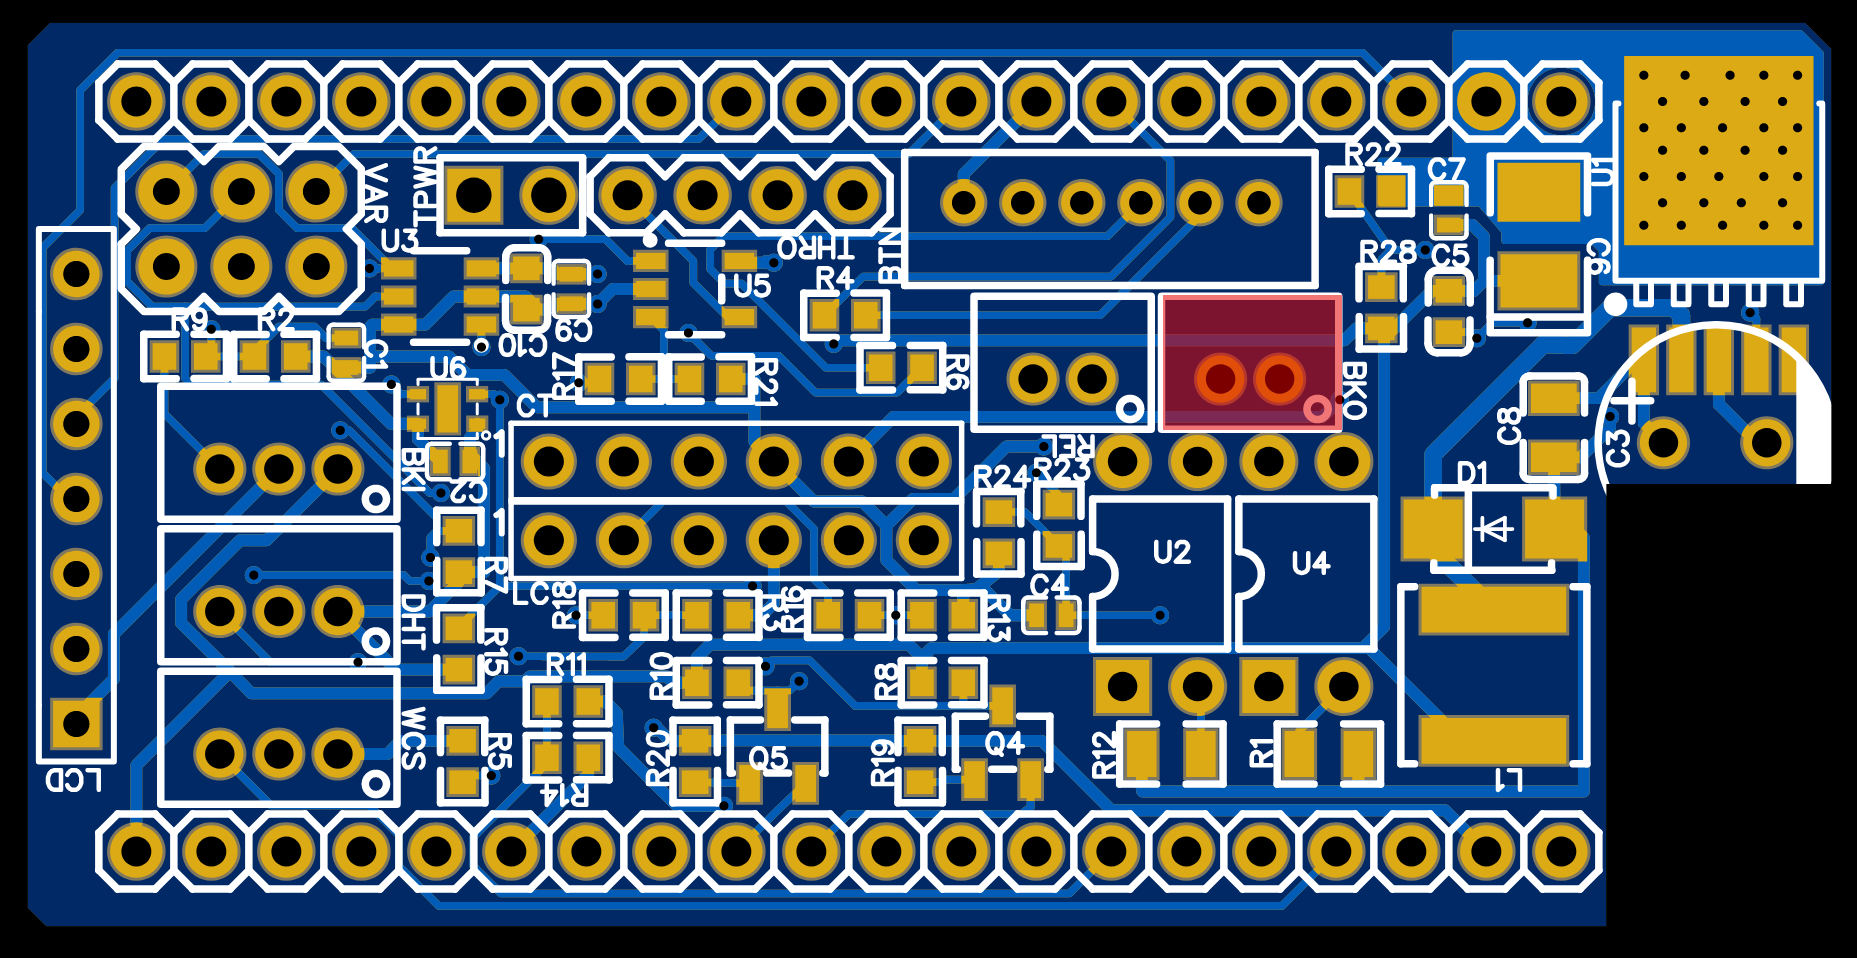 R22
C7
U1
VAR
TPWR
U3
THRO
BTN
R28
C5
C6
U5
R4
R9
R2
C9
C10
C1
U6
R17
R21
R6
BKO
CT
C8
C3
REL
1
BKI
C2
R24
R23
D1
1
U2
U4
R7
LC
R18
R3
R16
R13
C4
DHT
R15
R11
R10
R8
WCS
R5
R20
Q5
R19
Q4
R12
R1
LCD
R14
L1